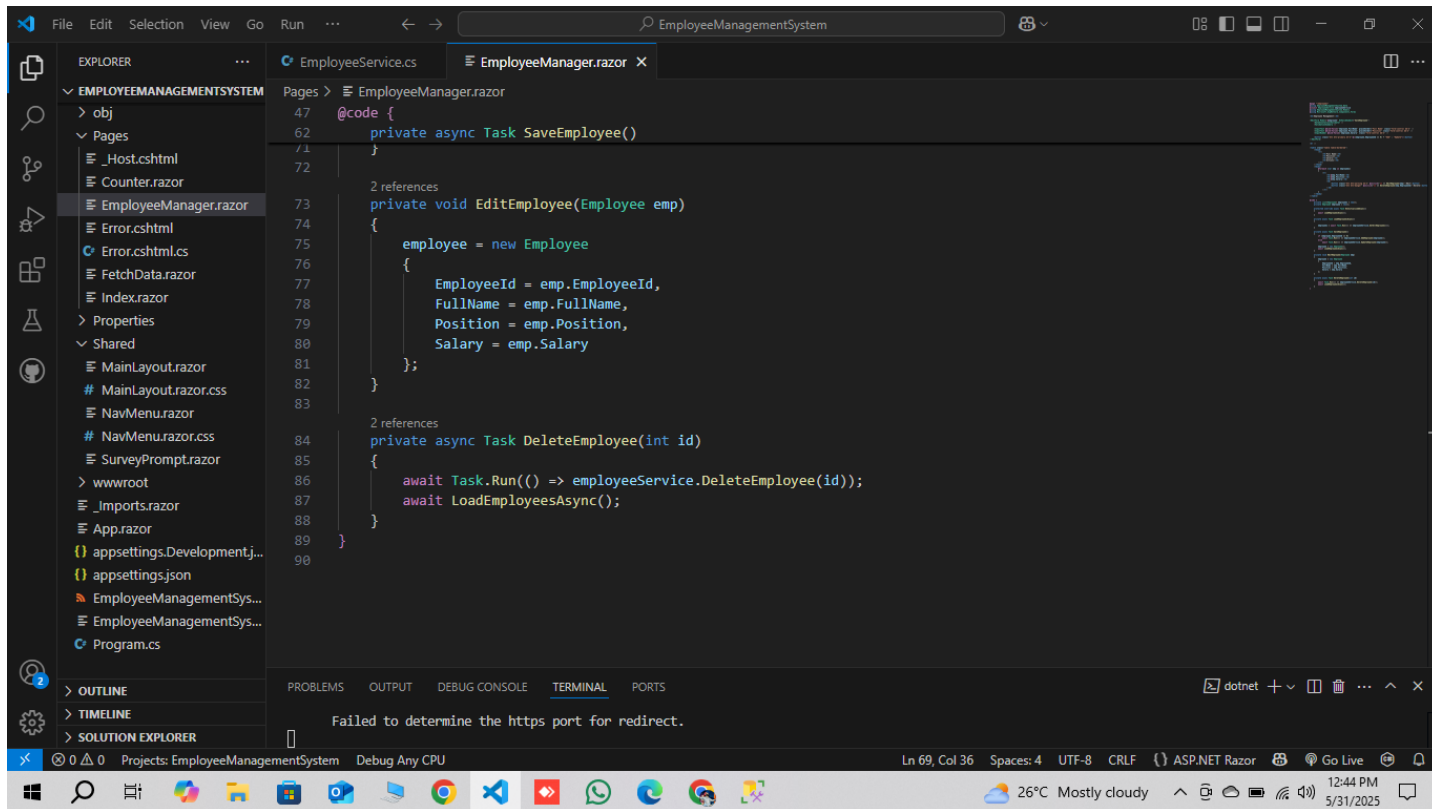 File Edit Selection View Go Run ···
EmployeeManagementSystem
EXPLORER
EMPLOYEEMANAGEMENTSYSTEM
obj
Pages
_Host.cshtml
Counter.razor
EmployeeManager.razor
Error.cshtml
Error.cshtml.cs
FetchData.razor
Index.razor
Properties
Shared
MainLayout.razor
# MainLayout.razor.css
NavMenu.razor
# NavMenu.razor.css
SurveyPrompt.razor
wwwroot
_Imports.razor
App.razor
{} appsettings.Development.j...
{} appsettings.json
EmployeeManagementSys...
EmployeeManagementSys...
C# Program.cs
OUTLINE
TIMELINE
SOLUTION EXPLORER
EmployeeService.cs EmployeeManager.razor
Pages > EmployeeManager.razor
47 @code {
62 private async Task SaveEmployee()
71 }
72
2 references
73 private void EditEmployee(Employee emp)
74 {
75 employee = new Employee
76 {
77 EmployeeId = emp.EmployeeId,
78 FullName = emp.FullName,
79 Position = emp.Position,
80 Salary = emp.Salary
81 };
82 }
83
2 references
84 private async Task DeleteEmployee(int id)
85 {
86 await Task.Run(() => employeeService.DeleteEmployee(id));
87 await LoadEmployeesAsync();
88 }
89 }
90
PROBLEMS OUTPUT DEBUG CONSOLE TERMINAL PORTS
dotnet
Failed to determine the https port for redirect.
2
0 0 Projects: EmployeeManagementSystem Debug Any CPU
Ln 69, Col 36 Spaces: 4 UTF-8 CRLF {} ASP.NET Razor Go Live
26°C Mostly cloudy
12:44 PM
5/31/2025